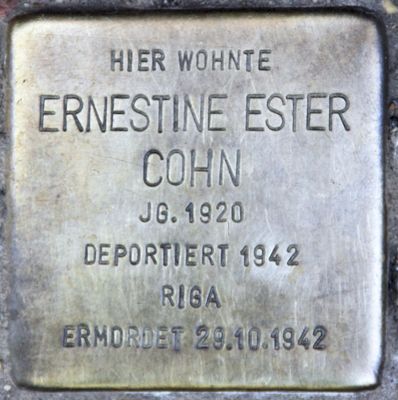 HIER WOHNTE
ERNESTINE ESTER
COHN
JG. 1920
DEPORTIERT 1942
RIGA
ERMORDET 29.10.1942